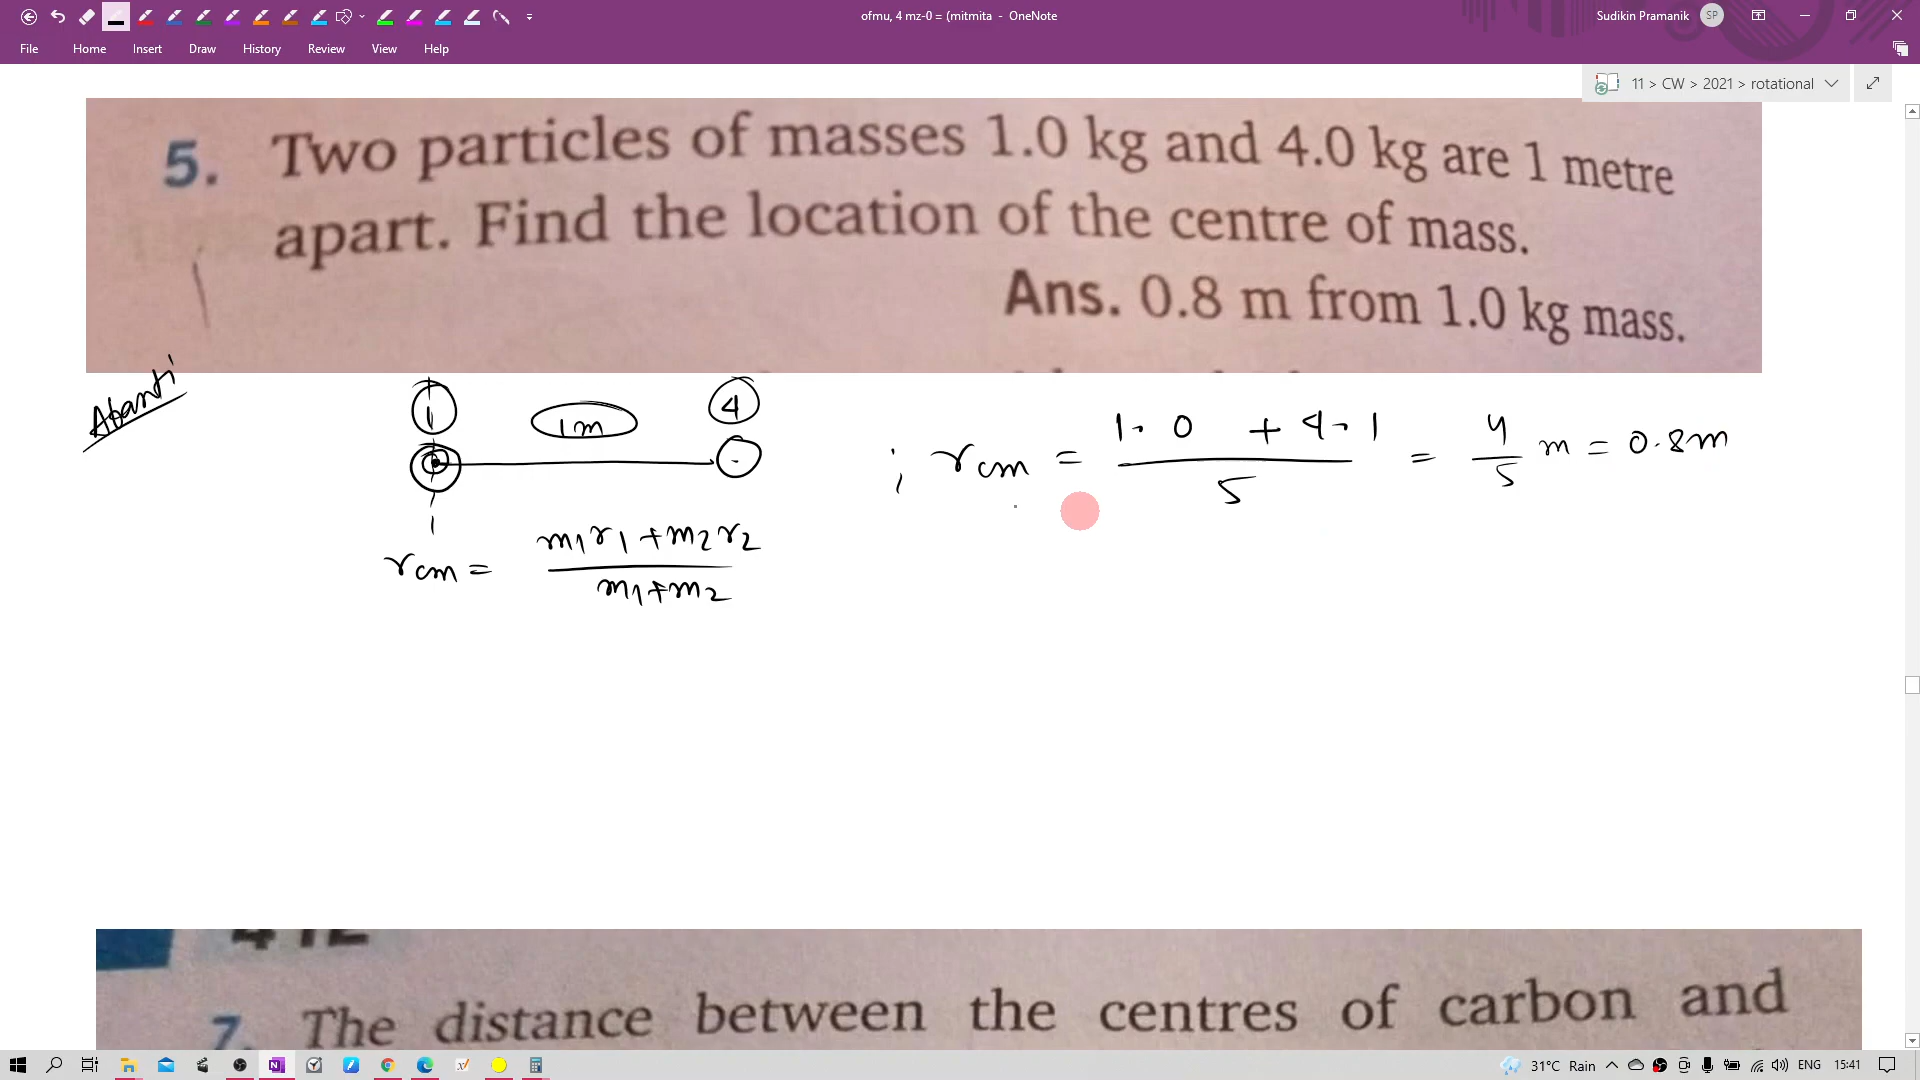 ofmu, 4 mz-0 = (mitmita - OneNote
Sudikin Pramanik SP
File Home Insert Draw History Review View Help
11 > CW > 2021 > rotational
5. Two particles of masses 1.0 kg and 4.0 kg are 1 metre
apart. Find the location of the centre of mass.
Ans. 0.8 m from 1.0 kg mass.
Abanti
1 1m 4
; rcm = 1. 0 + 4. 1 / 5 = 4/5 m = 0.8m
rcm = m1r1+m2r2 / m1+m2
7. The distance between the centres of carbon and
31°C Rain ENG 15:41